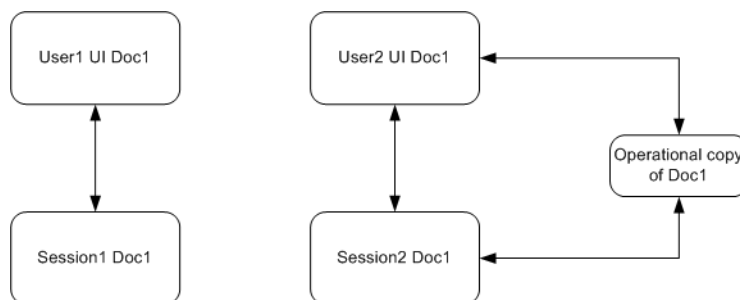 User1 UI Doc1
User2 UI Doc1
Operational copy
of Doc1
Session1 Doc1
Session2 Doc1